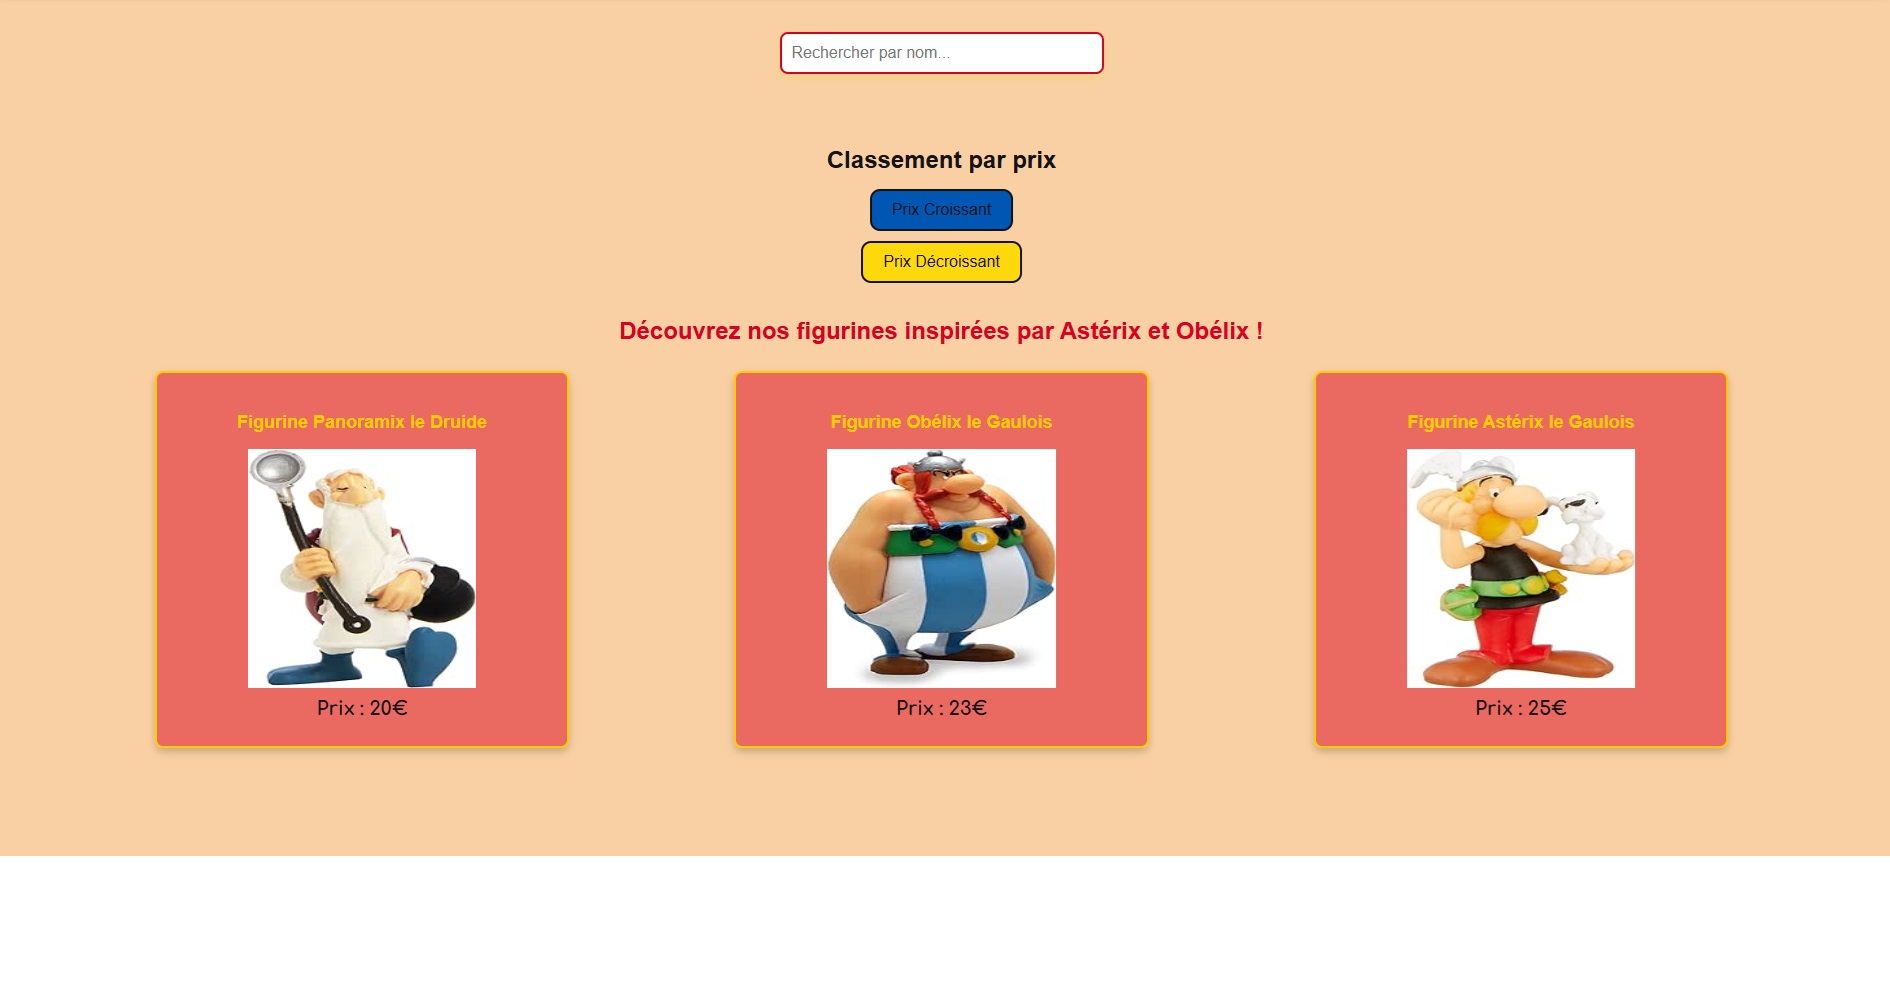 Rechercher par nom...
Classement par prix
Prix Croissant
Prix Décroissant
Découvrez nos figurines inspirées par Astérix et Obélix !
Figurine Panoramix le Druide
Prix : 20€
Figurine Obélix le Gaulois
Prix : 23€
Figurine Astérix le Gaulois
Prix : 25€